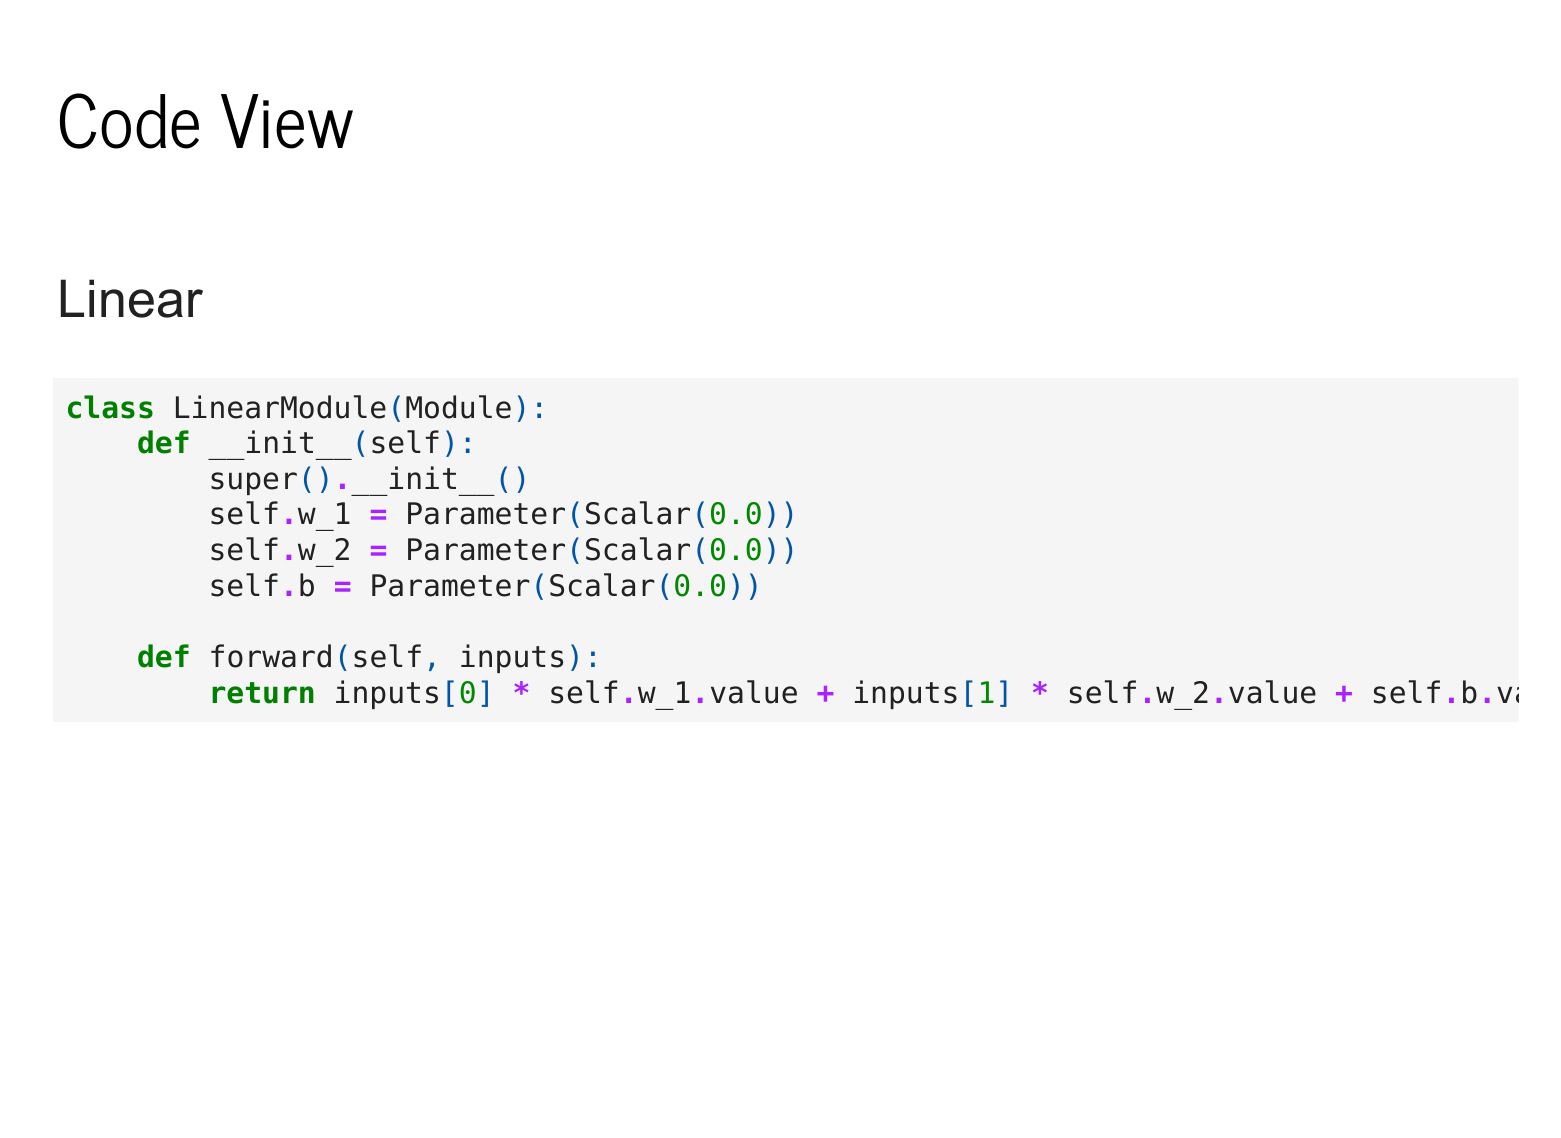 Code View
Linear
class LinearModule(Module):
    def __init__(self):
        super().__init__()
        self.w_1 = Parameter(Scalar(0.0))
        self.w_2 = Parameter(Scalar(0.0))
        self.b = Parameter(Scalar(0.0))
    def forward(self, inputs):
        return inputs[0] * self.w_1.value + inputs[1] * self.w_2.value + self.b.va